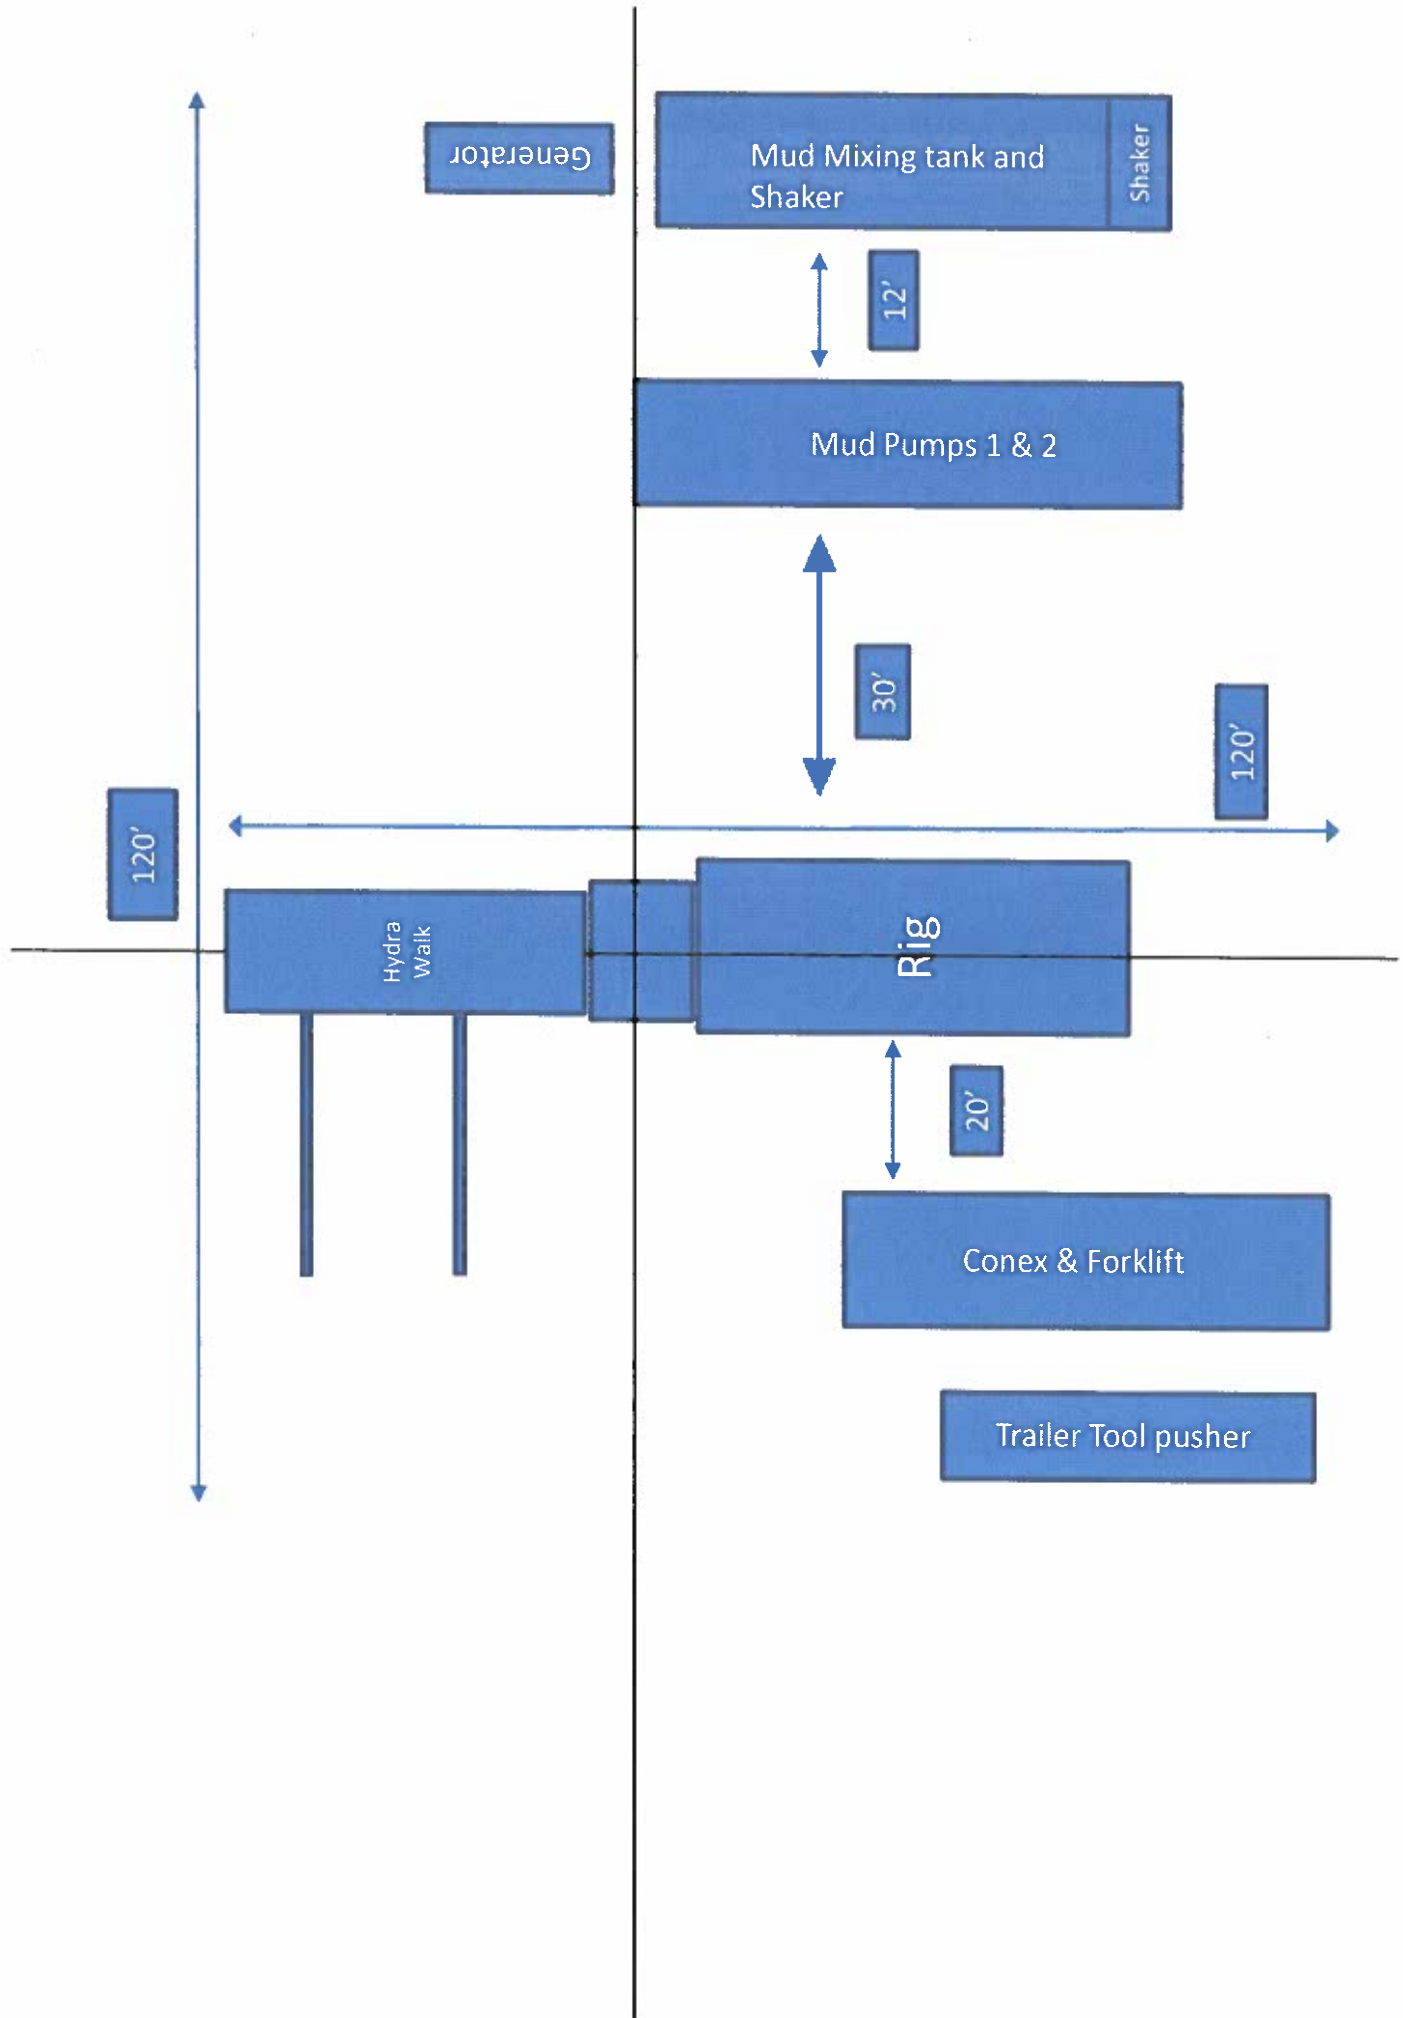 Generator
Mud Mixing tank and
Shaker
Shaker
12'
Mud Pumps 1 & 2
30'
120'
120'
Hydra
Walk
Rig
20'
Conex & Forklift
Trailer Tool pusher